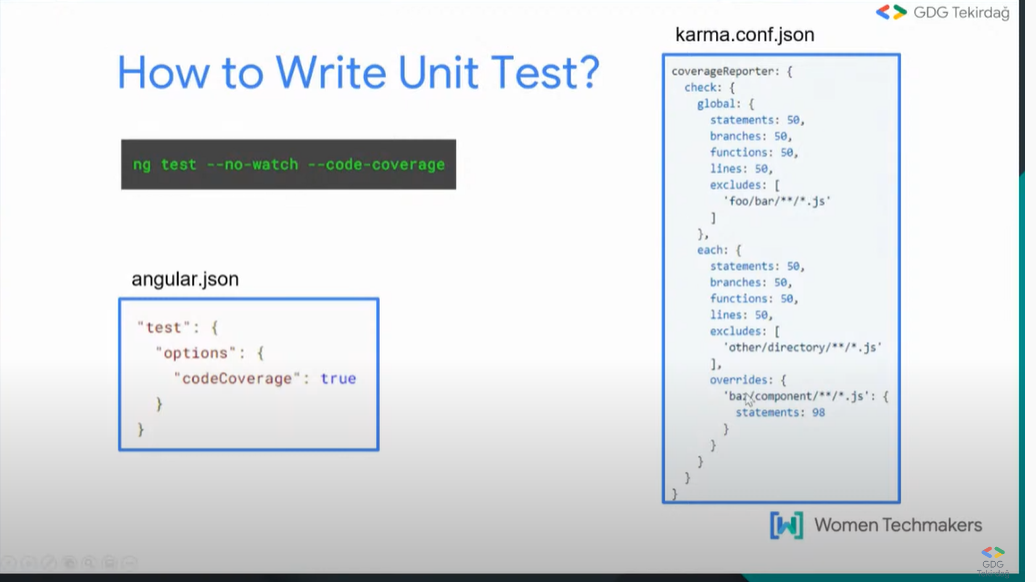 GDG Tekirdağ
How to Write Unit Test?
ng test --no-watch --code-coverage
angular.json
"test": {
"options": {
"codeCoverage": true
}
}
karma.conf.json
coverageReporter: {
check: {
global: {
statements: 50,
branches: 50,
functions: 50,
lines: 50,
excludes: [
'foo/bar/**/*.js'
]
},
each: {
statements: 50,
branches: 50,
functions: 50,
lines: 50,
excludes: [
'other/directory/**/*.js'
],
overrides: {
'bar/component/**/*.js': {
statements: 98
}
}
}
}
}
Women Techmakers
GDG
Tekirdağ